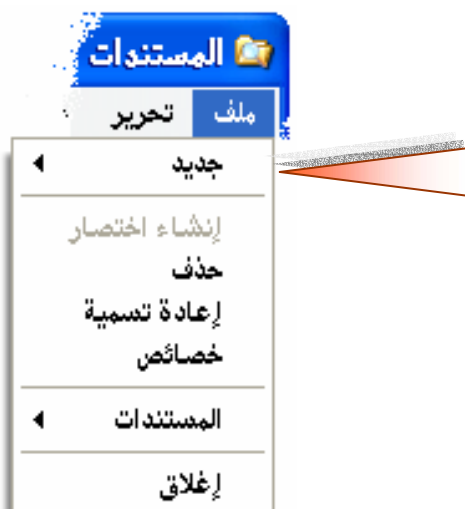 المستندات
ملف تحرير
جديد
إنشاء اختصار
حذف
إعادة تسمية
خصائص
المستندات
إغلاق